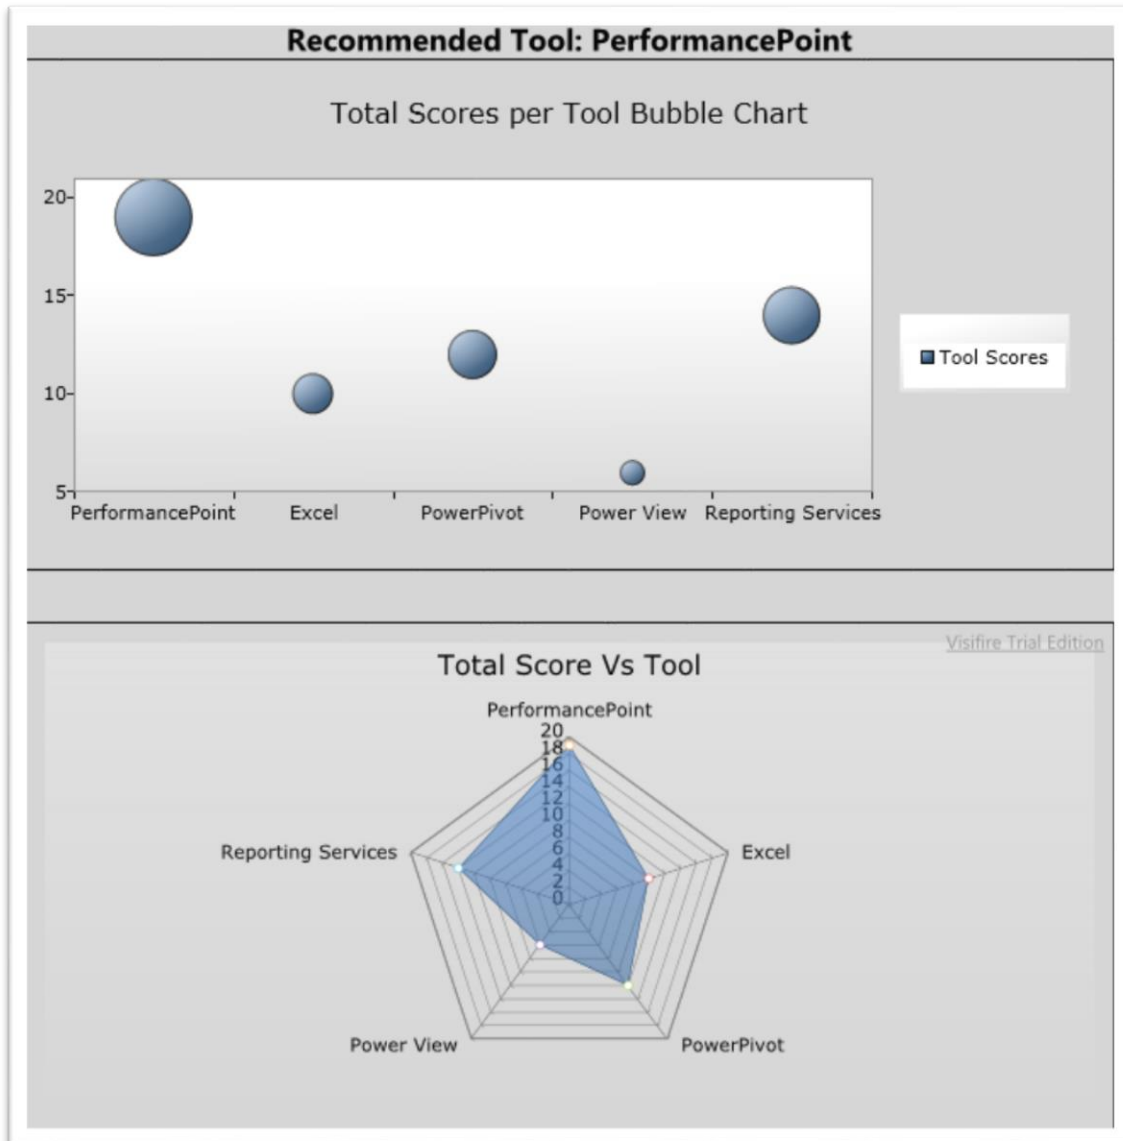 Recommended Tool: PerformancePoint
Total Scores per Tool Bubble Chart
20
15
10
5
PerformancePoint Excel PowerPivot Power View Reporting Services
Tool Scores
Visifire Trial Edition
Total Score Vs Tool
PerformancePoint
20
18
16
14
12
10
8
6
4
2
0
Reporting Services Excel
Power View PowerPivot